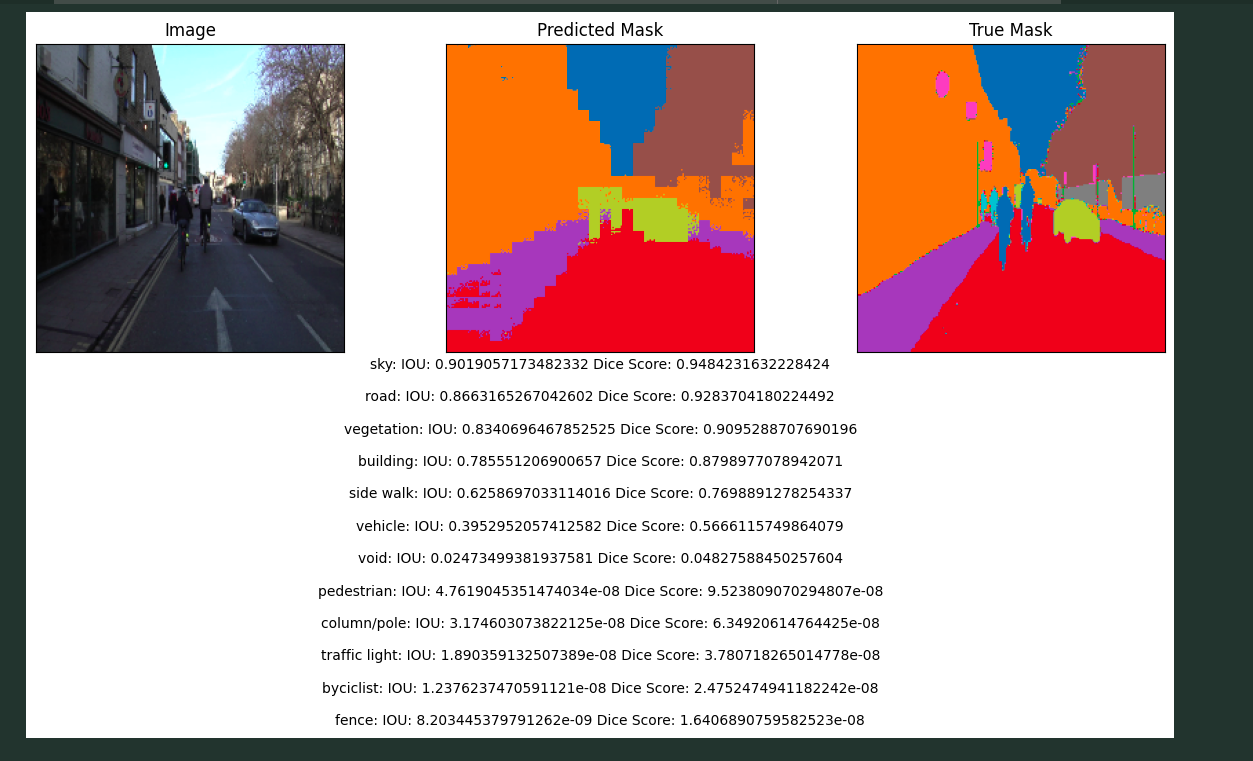 Image
Predicted Mask
True Mask
sky: IOU: 0.9019057173482332 Dice Score: 0.9484231632228424
road: IOU: 0.8663165267042602 Dice Score: 0.9283704180224492
vegetation: IOU: 0.8340696467852525 Dice Score: 0.9095288707690196
building: IOU: 0.785551206900657 Dice Score: 0.8798977078942071
side walk: IOU: 0.6258697033114016 Dice Score: 0.7698891278254337
vehicle: IOU: 0.3952952057412582 Dice Score: 0.5666115749864079
void: IOU: 0.02473499381937581 Dice Score: 0.04827588450257604
pedestrian: IOU: 4.7619045351474034e-08 Dice Score: 9.523809070294807e-08
column/pole: IOU: 3.174603073822125e-08 Dice Score: 6.34920614764425e-08
traffic light: IOU: 1.890359132507389e-08 Dice Score: 3.780718265014778e-08
byciclist: IOU: 1.2376237470591121e-08 Dice Score: 2.4752474941182242e-08
fence: IOU: 8.203445379791262e-09 Dice Score: 1.6406890759582523e-08